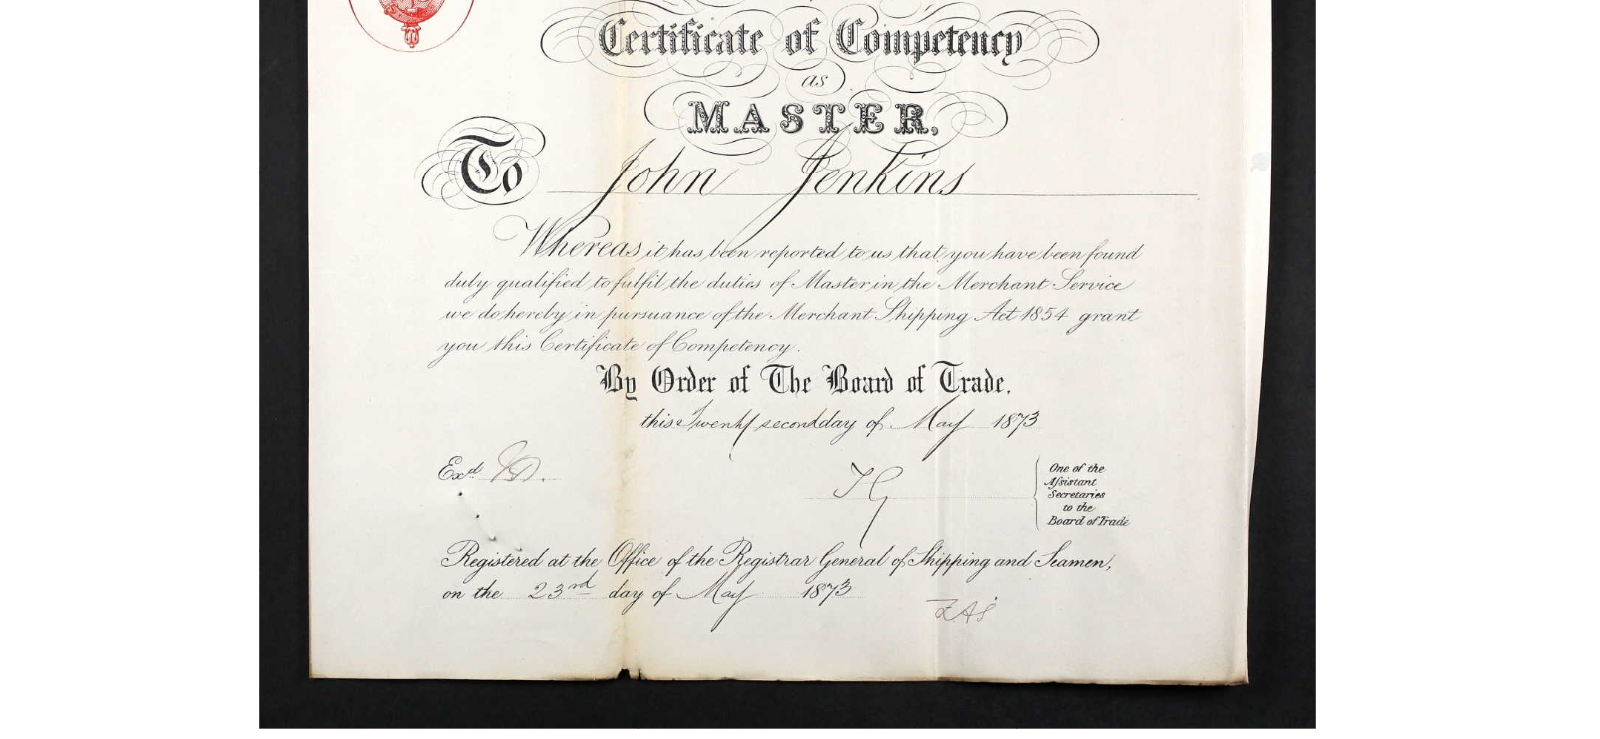 Certificate of Competency
as
MASTER,
To John Jenkins
Whereas it has been reported to us that you have been found
duly qualified to fulfil the duties of Master in the Merchant Service
we do hereby in pursuance of the Merchant Shipping Act 1854 grant
you this Certificate of Competency.
By Order of The Board of Trade.
this Twenty second day of May 1873
Exd
TG
One of the
Assistant
Secretaries
to the
Board of Trade
Registered at the Office of the Registrar General of Shipping and Seamen,
on the 23rd day of May 1873